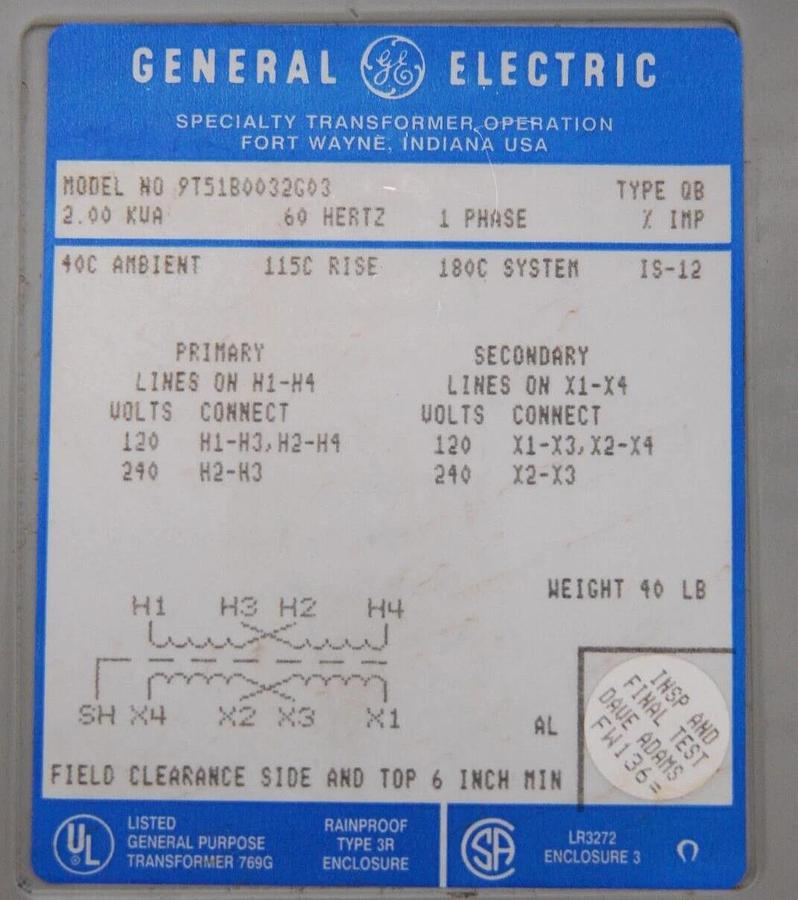 GENERAL GE ELECTRIC
SPECIALTY TRANSFORMER OPERATION
FORT WAYNE, INDIANA USA
MODEL NO 9T51B0032G03 TYPE QB
2.00 KVA 60 HERTZ 1 PHASE % IMP
40C AMBIENT 115C RISE 180C SYSTEM IS-12
PRIMARY SECONDARY
LINES ON H1-H4 LINES ON X1-X4
VOLTS CONNECT VOLTS CONNECT
120 H1-H3,H2-H4 120 X1-X3,X2-X4
240 H2-H3 240 X2-X3
WEIGHT 40 LB
H1 H3 H2 H4
SH X4 X2 X3 X1
AL
INSP AND
FINAL TEST
DAVE ADAMS
FW136=
FIELD CLEARANCE SIDE AND TOP 6 INCH MIN
UL LISTED
GENERAL PURPOSE
TRANSFORMER 769G
RAINPROOF
TYPE 3R
ENCLOSURE
SA LR3272
ENCLOSURE 3